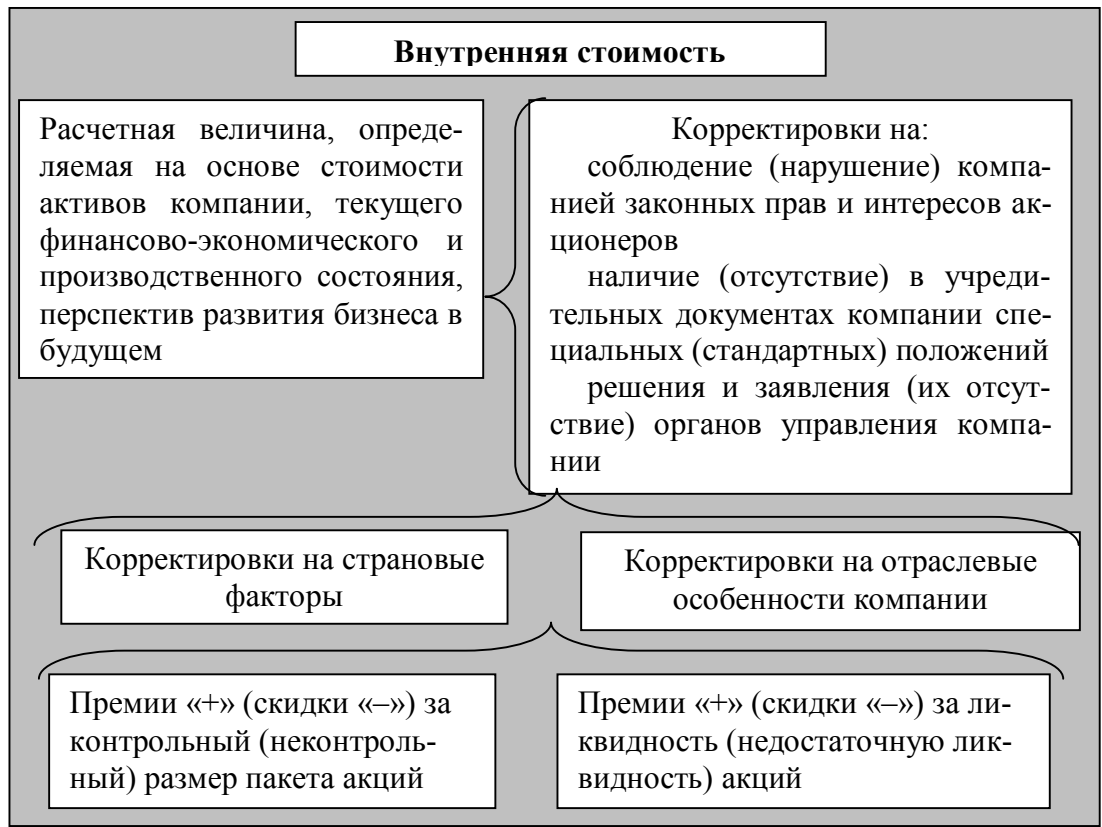 Внутренняя стоимость
Расчетная величина, опреде-
ляемая на основе стоимости
активов компании, текущего
финансово-экономического и
производственного состояния,
перспектив развития бизнеса в
будущем
Корректировки на:
соблюдение (нарушение) компа-
нией законных прав и интересов ак-
ционеров
наличие (отсутствие) в учреди-
тельных документах компании спе-
циальных (стандартных) положений
решения и заявления (их отсут-
ствие) органов управления компа-
нии
Корректировки на страновые
факторы
Корректировки на отраслевые
особенности компании
Премии «+» (скидки «–») за
контрольный (неконтроль-
ный) размер пакета акций
Премии «+» (скидки «–») за ли-
квидность (недостаточную лик-
видность) акций